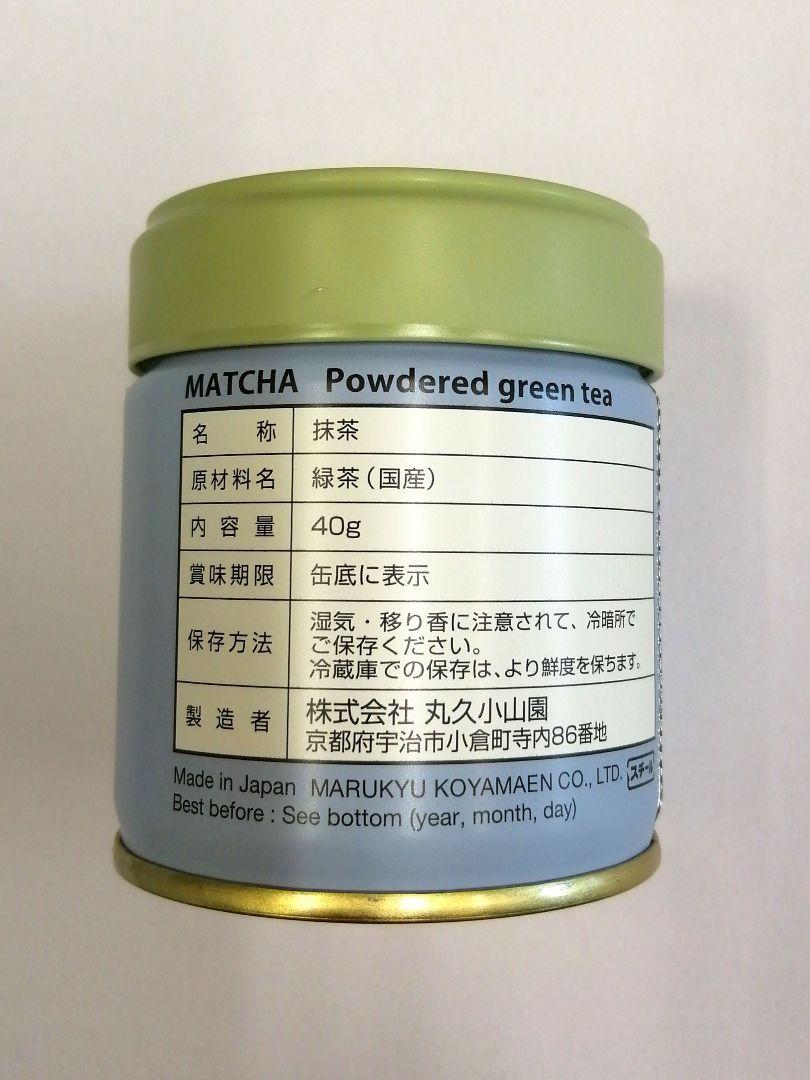 MATCHA Powdered green tea
名称 抹茶
原材料名 緑茶（国産）
内容量 40g
賞味期限 缶底に表示
保存方法 湿気・移り香に注意されて、冷暗所で
ご保存ください。
冷蔵庫での保存は、より鮮度を保ちます。
製造者 株式会社 丸久小山園
京都府宇治市小倉町寺内86番地
Made in Japan MARUKYU KOYAMAEN CO., LTD. スチール
Best before : See bottom (year, month, day)